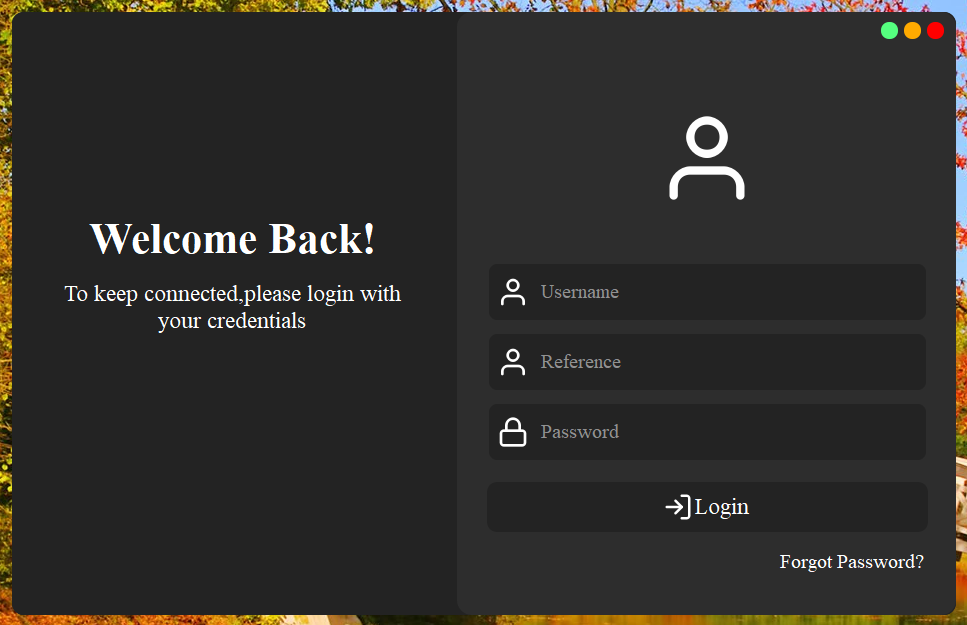 Welcome Back!
To keep connected,please login with
your credentials
Username
Reference
Password
Login
Forgot Password?